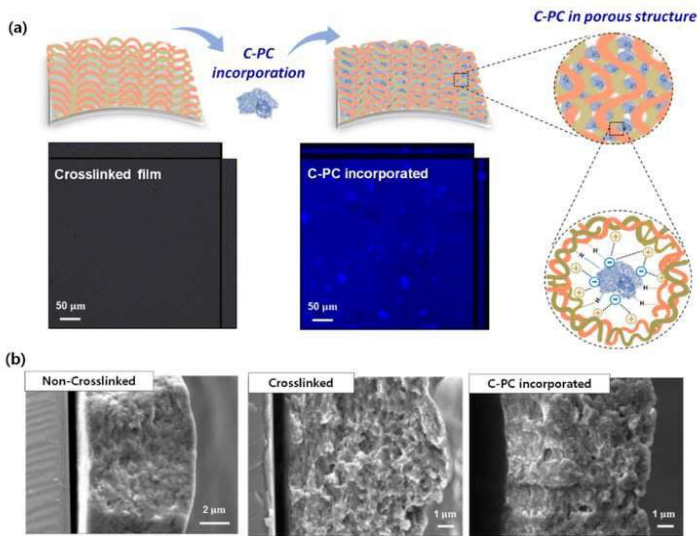 (a)
C-PC
incorporation
C-PC in porous structure
Crosslinked film
50 μm
C-PC incorporated
50 μm
H
H
H
H
(b)
Non-Crosslinked
2 μm
Crosslinked
1 μm
C-PC incorporated
1 μm